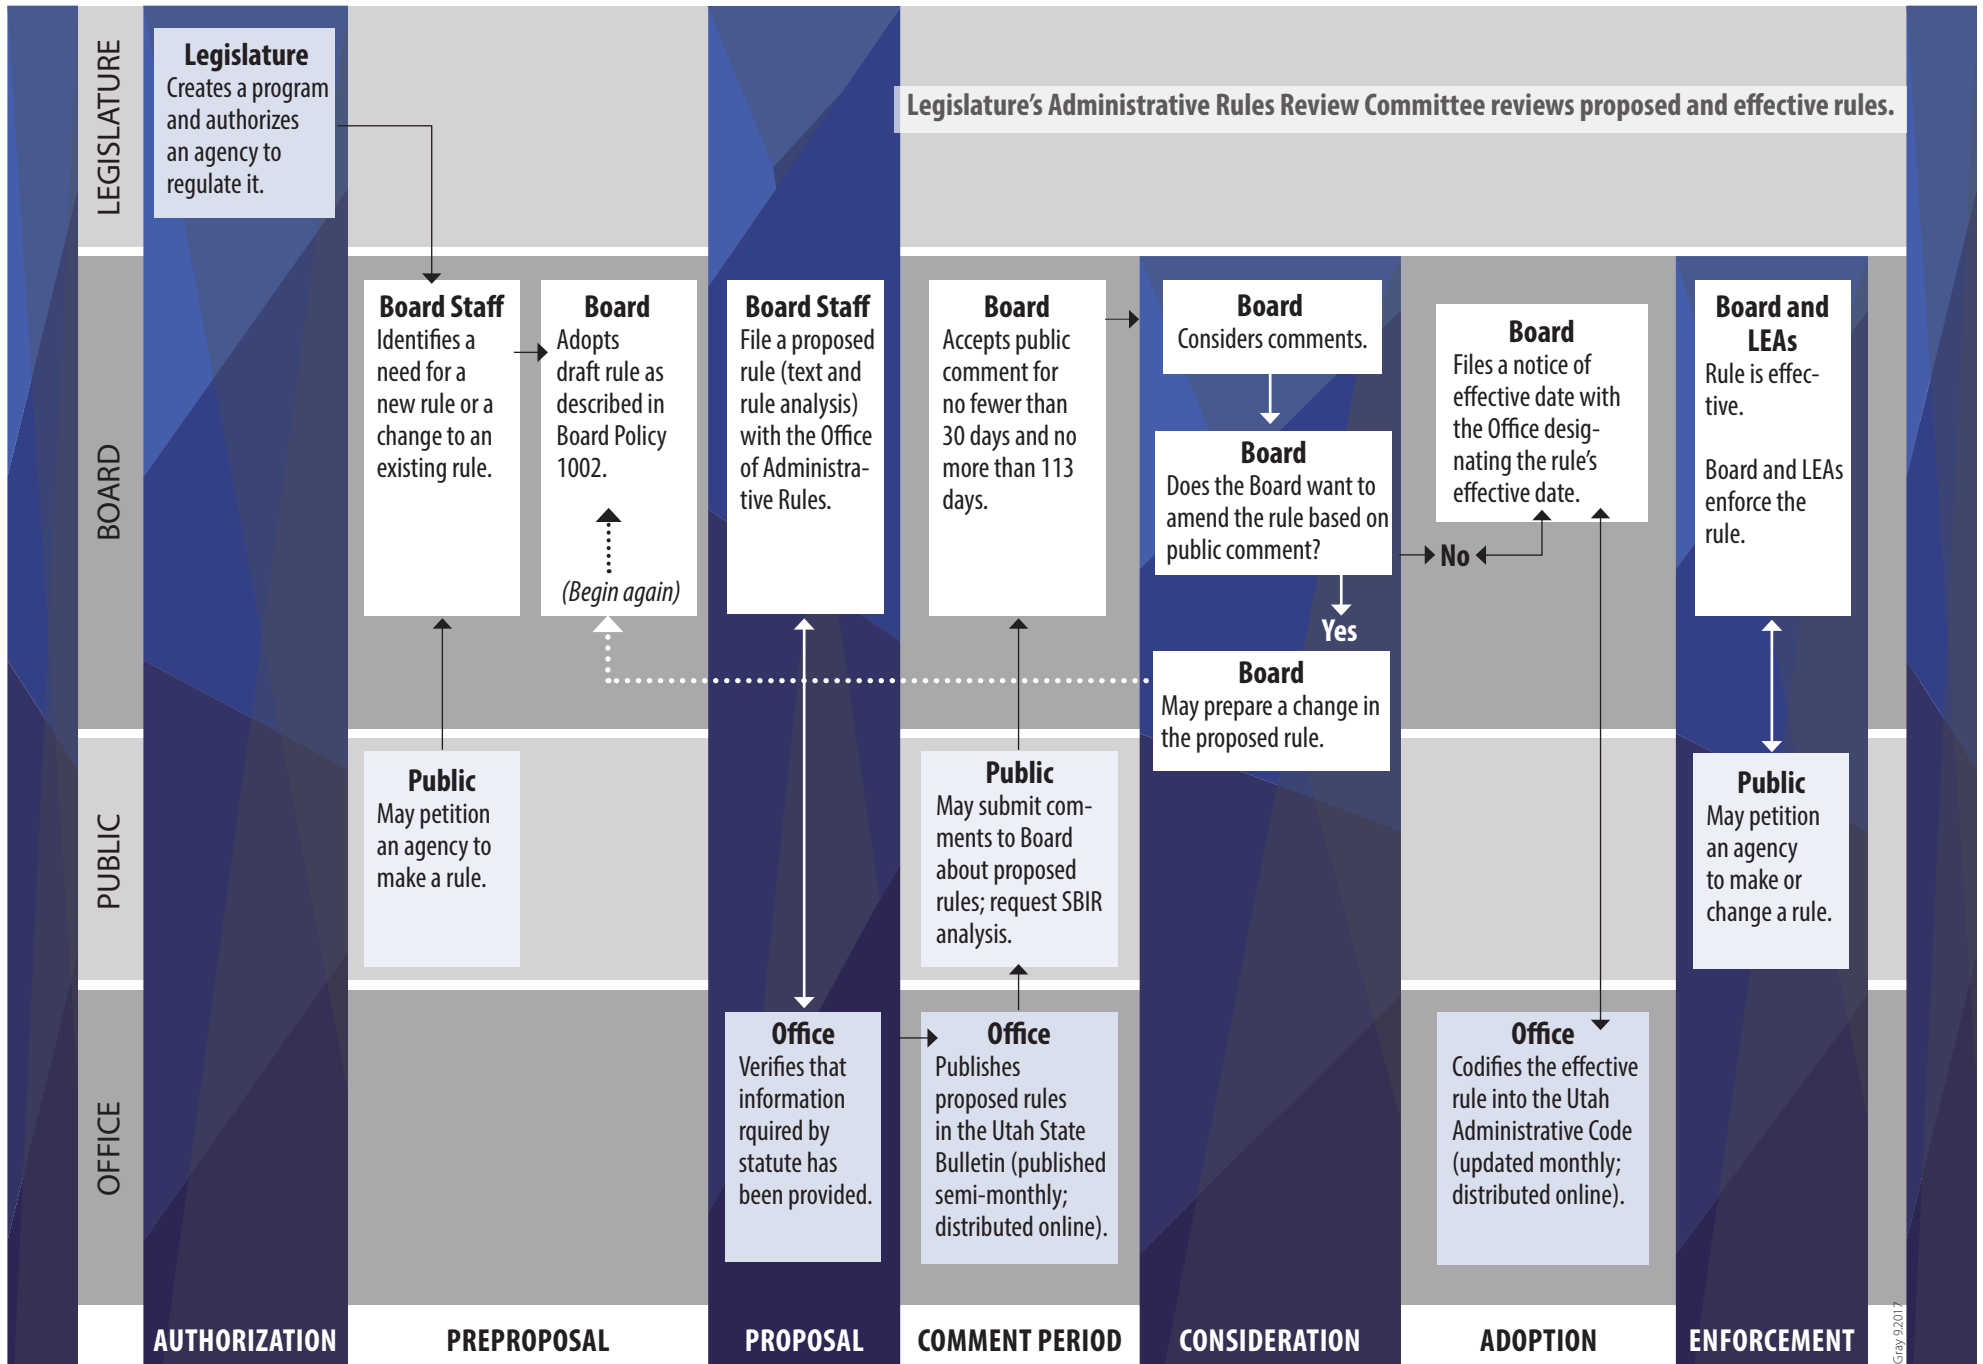 LEGISLATURE
Legislature
Creates a program
and authorizes
an agency to
regulate it.
Legislature's Administrative Rules Review Committee reviews proposed and effective rules.
BOARD
Board Staff
Identifies a
need for a
new rule or a
change to an
existing rule.
Board
Adopts
draft rule as
described in
Board Policy
1002.
(Begin again)
Board Staff
File a proposed
rule (text and
rule analysis)
with the Office
of Administra-
tive Rules.
Board
Accepts public
comment for
no fewer than
30 days and no
more than 113
days.
Board
Considers comments.
Board
Does the Board want to
amend the rule based on
public comment?
No
Yes
Board
May prepare a change in
the proposed rule.
Board
Files a notice of
effective date with
the Office desig-
nating the rule's
effective date.
Board and
LEAs
Rule is effec-
tive.
Board and LEAs
enforce the
rule.
PUBLIC
Public
May petition
an agency to
make a rule.
Public
May submit com-
ments to Board
about proposed
rules; request SBIR
analysis.
Public
May petition
an agency
to make or
change a rule.
OFFICE
Office
Verifies that
information
rquired by
statute has
been provided.
Office
Publishes
proposed rules
in the Utah State
Bulletin (published
semi-monthly;
distributed online).
Office
Codifies the effective
rule into the Utah
Administrative Code
(updated monthly;
distributed online).
AUTHORIZATION
PREPROPOSAL
PROPOSAL
COMMENT PERIOD
CONSIDERATION
ADOPTION
ENFORCEMENT
Gray 9.2017